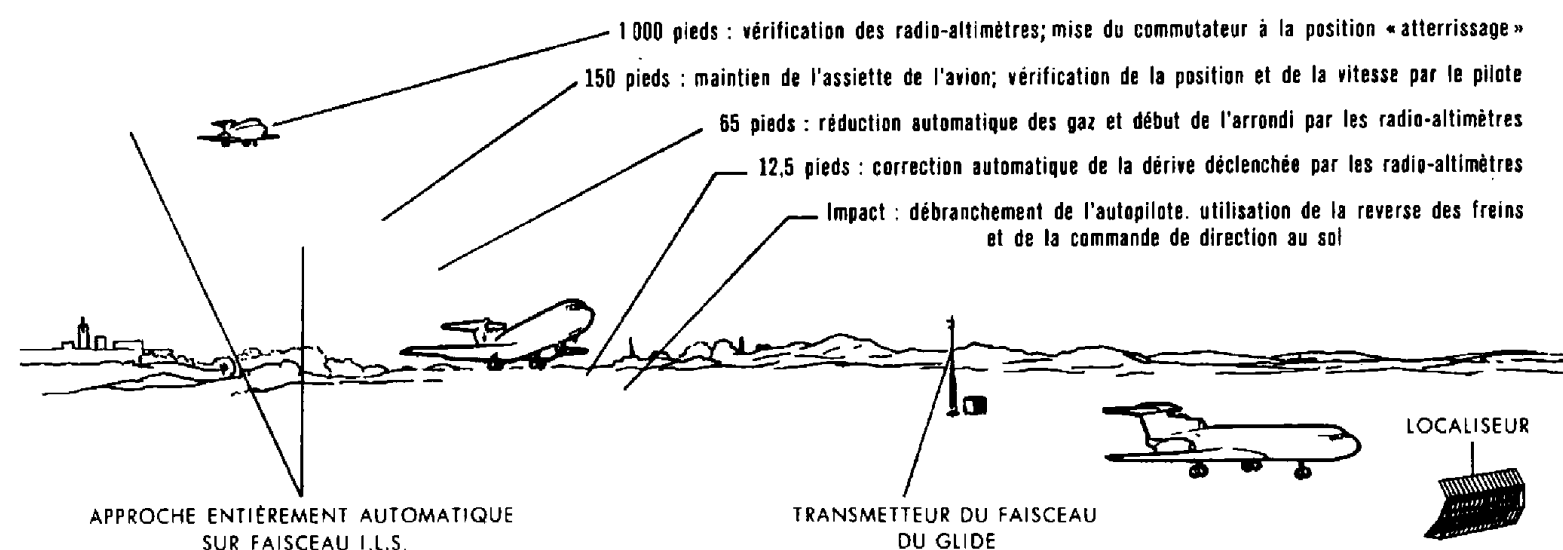 1 000 pieds : vérification des radio-altimètres; mise du commutateur à la position « atterrissage »
150 pieds : maintien de l'assiette de l'avion; vérification de la position et de la vitesse par le pilote
65 pieds : réduction automatique des gaz et début de l'arrondi par les radio-altimètres
12,5 pieds : correction automatique de la dérive déclenchée par les radio-altimètres
Impact : débranchement de l'autopilote. utilisation de la reverse des freins
et de la commande de direction au sol
LOCALISEUR
APPROCHE ENTIÈREMENT AUTOMATIQUE
SUR FAISCEAU I.L.S.
TRANSMETTEUR DU FAISCEAU
DU GLIDE